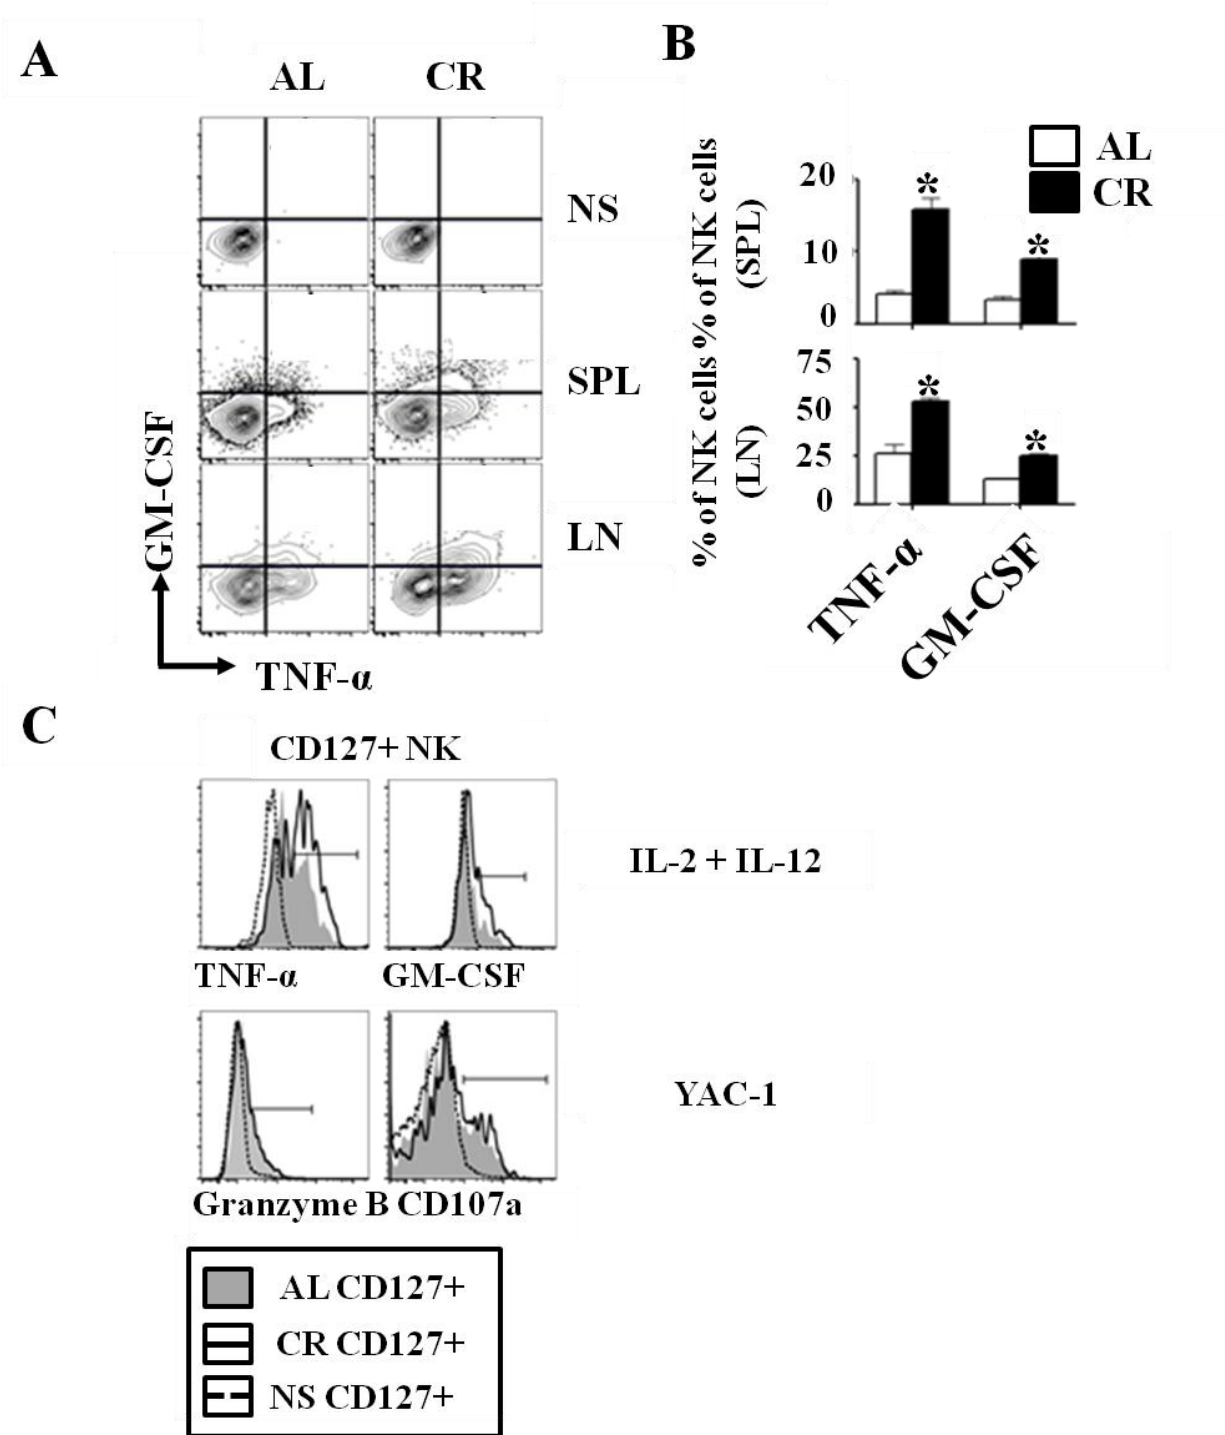 A
B
AL
CR
NS
SPL
LN
GM-CSF
TNF-α
% of NK cells
(SPL)
20
10
0
AL
CR
% of NK cells
(LN)
75
50
25
0
TNF-α
GM-CSF
C
CD127+ NK
IL-2 + IL-12
TNF-α
GM-CSF
YAC-1
Granzyme B
CD107a
AL CD127+
CR CD127+
NS CD127+